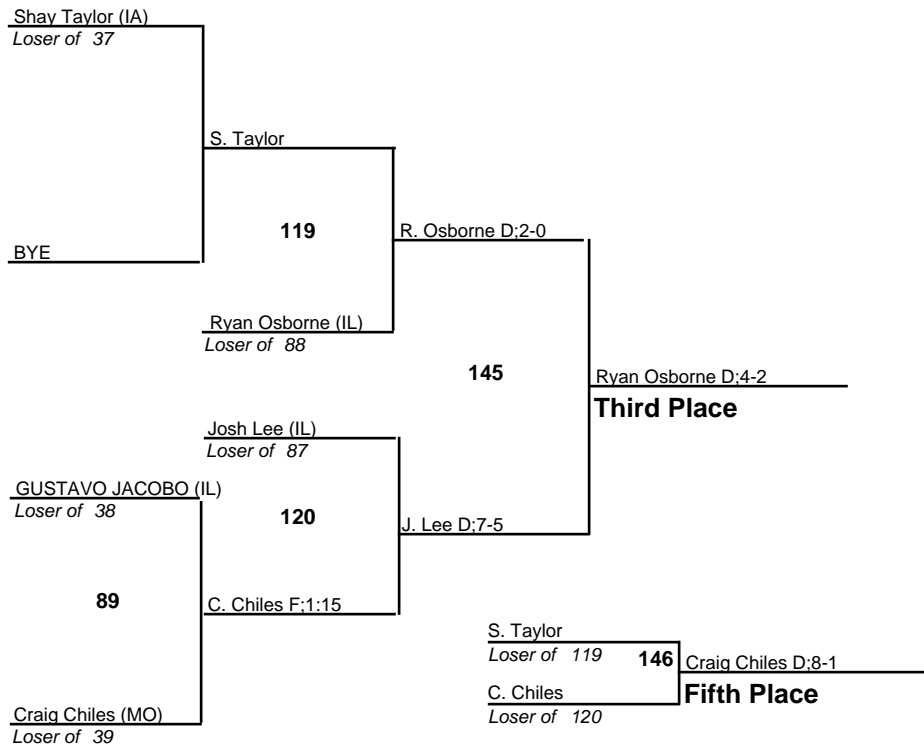 Shay Taylor (IA)
Loser of 37
S. Taylor
119
R. Osborne D;2-0
BYE
Ryan Osborne (IL)
Loser of 88
145
Ryan Osborne D;4-2
Third Place
Josh Lee (IL)
Loser of 87
GUSTAVO JACOBO (IL)
Loser of 38
120
J. Lee D;7-5
89
C. Chiles F;1:15
S. Taylor
Loser of 119
146
Craig Chiles D;8-1
Fifth Place
C. Chiles
Loser of 120
Craig Chiles (MO)
Loser of 39